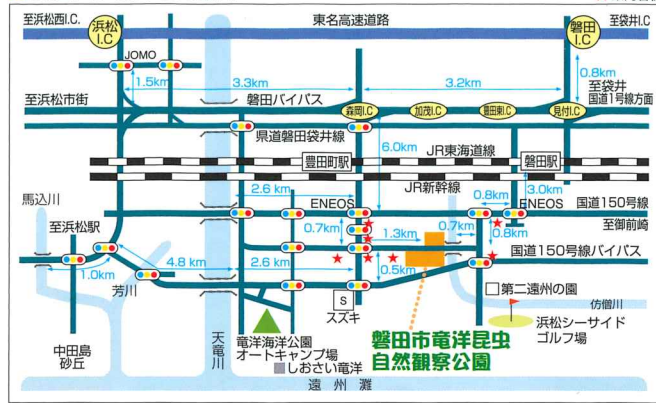 至浜松西I.C.
浜松
I.C
東名高速道路
磐田
I.C
至袋井I.C
JOMO
1.5km
3.3km
3.2km
0.8km
至浜松市街
磐田バイパス
森岡I.C
加茂I.C
豊田東I.C
見付I.C
至袋井
国道1号線方面
県道磐田袋井線
6.0km
豊田町駅
JR東海道線
磐田駅
JR新幹線
3.0km
馬込川
2.6km
ENEOS
0.8km
ENEOS
国道150号線
至御前崎
至浜松駅
0.7km
1.3km
0.7km
0.8km
国道150号線バイパス
1.0km
4.8km
2.6km
0.5km
芳川
S
スズキ
第二遠州の園
仿僧川
中田島
砂丘
天竜川
竜洋海洋公園
オートキャンプ場
しおさい竜洋
磐田市竜洋昆虫
自然観察公園
浜松シーサイド
ゴルフ場
遠州灘